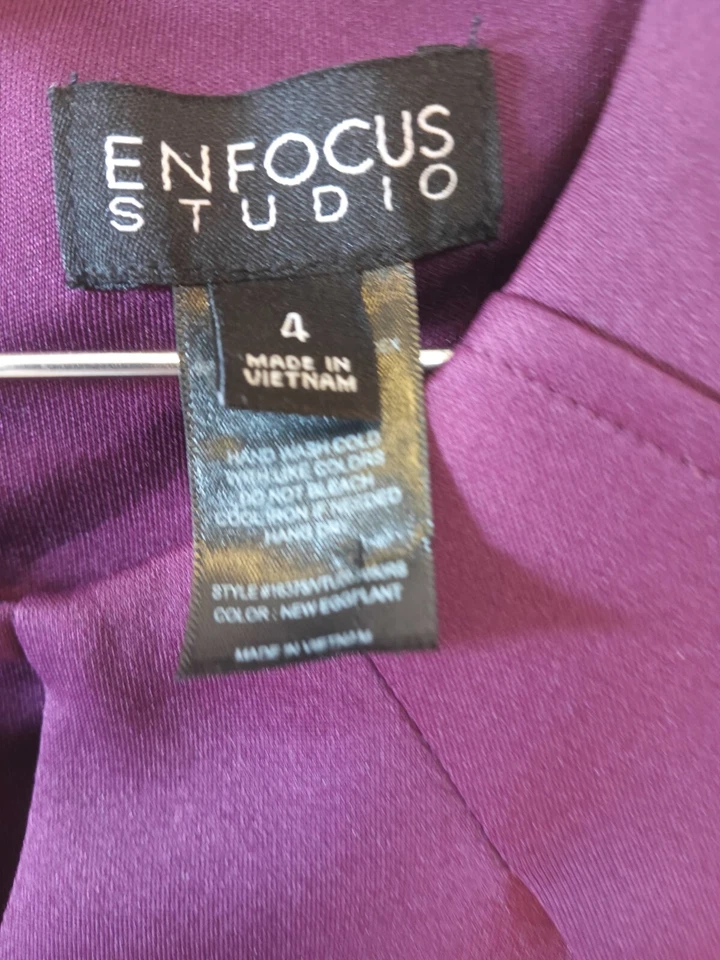 ENFOCUS
STUDIO
4
MADE IN
VIETNAM
HAND WASH COLD
WITH LIKE COLORS
DO NOT BLEACH
COOL IRON IF NEEDED
HANG
STYLE
COLOR : NEW EGGPLANT
MADE IN VIETNAM